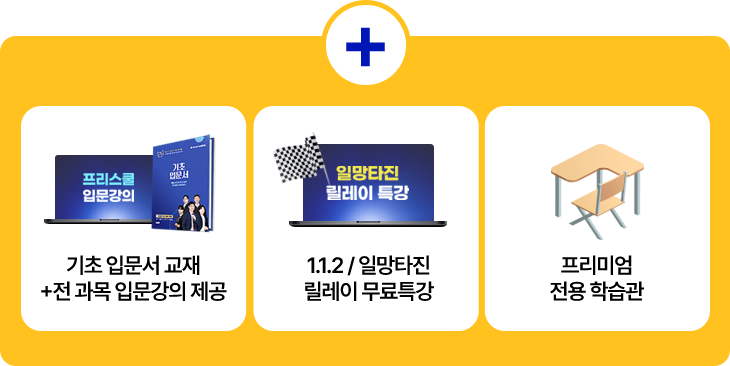 프리스쿨
입문강의
기초
입문서
기초 입문서 교재
+전 과목 입문강의 제공
일망타진
릴레이 특강
1.1.2 / 일망타진
릴레이 무료특강
프리미엄
전용 학습관